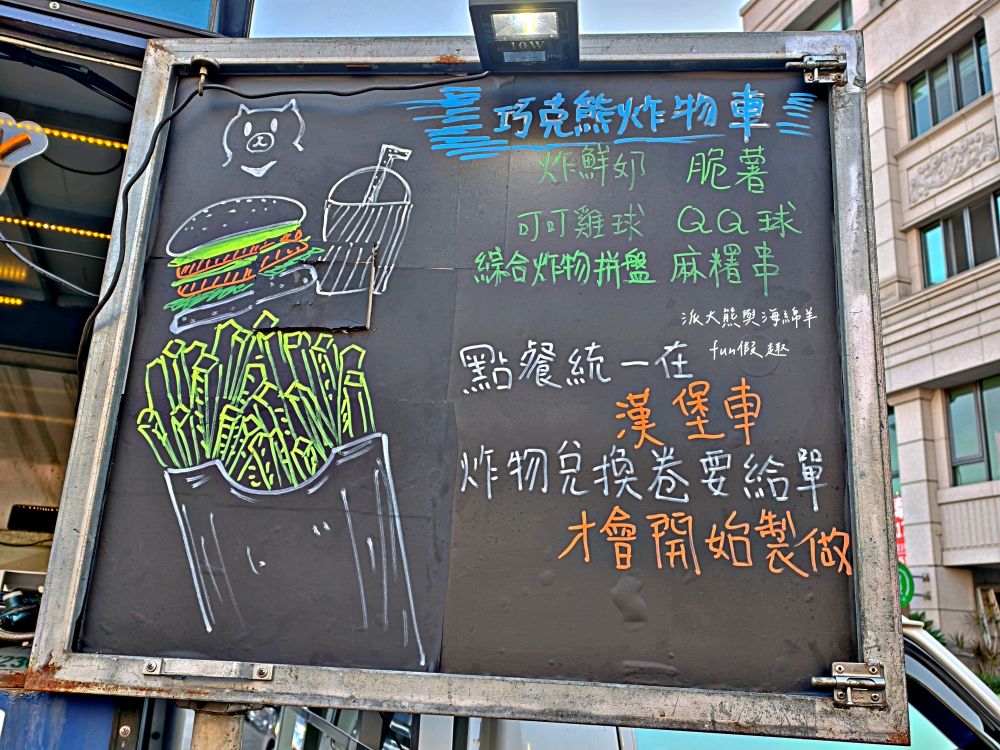 10W
巧克熊炸物車
炸鮮奶 脆薯
可可雞球 QQ球
綜合炸物拼盤 麻糬串
派大熊與海綿羊
fun假趣
點餐統一在
漢堡車
炸物兌換卷要給單
才會開始製做